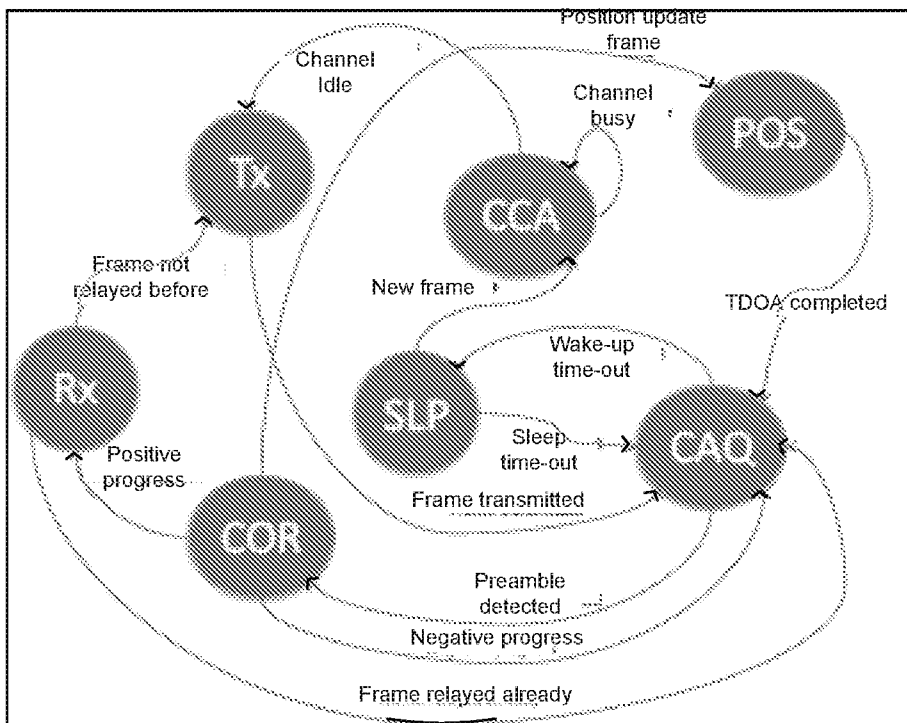 Position update
frame
Channel
Idle
Channel
busy
POS
Tx
CCA
Frame not
relayed before
New frame
TDOA completed
Wake-up
time-out
Rx
SLP
Sleep
time-out
CAQ
Positive
progress
Frame transmitted
COR
Preamble
detected
Negative progress
Frame relayed already